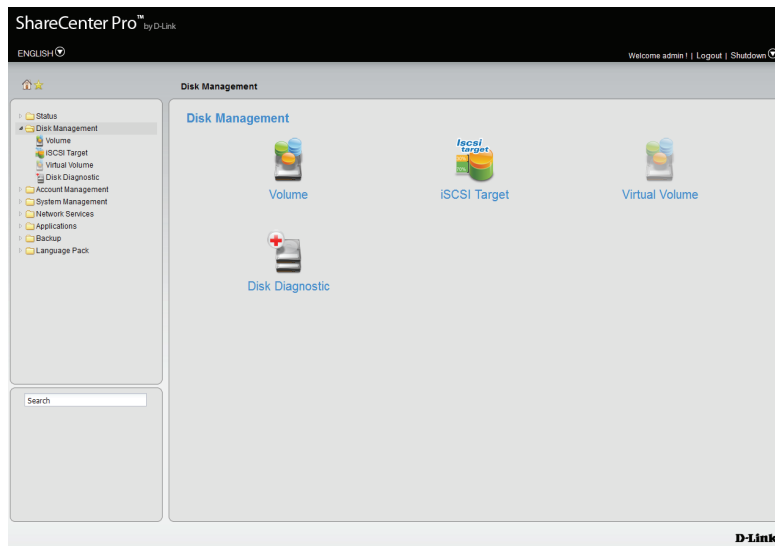 ShareCenter Pro™ by D-Link
ENGLISH
Welcome admin ! | Logout | Shutdown
Disk Management
Status
Disk Management
Volume
iSCSI Target
Virtual Volume
Disk Diagnostic
Account Management
System Management
Network Services
Applications
Backup
Language Pack
Search
Disk Management
Volume
Iscsi
target
iSCSI Target
Virtual Volume
Disk Diagnostic
D-Link